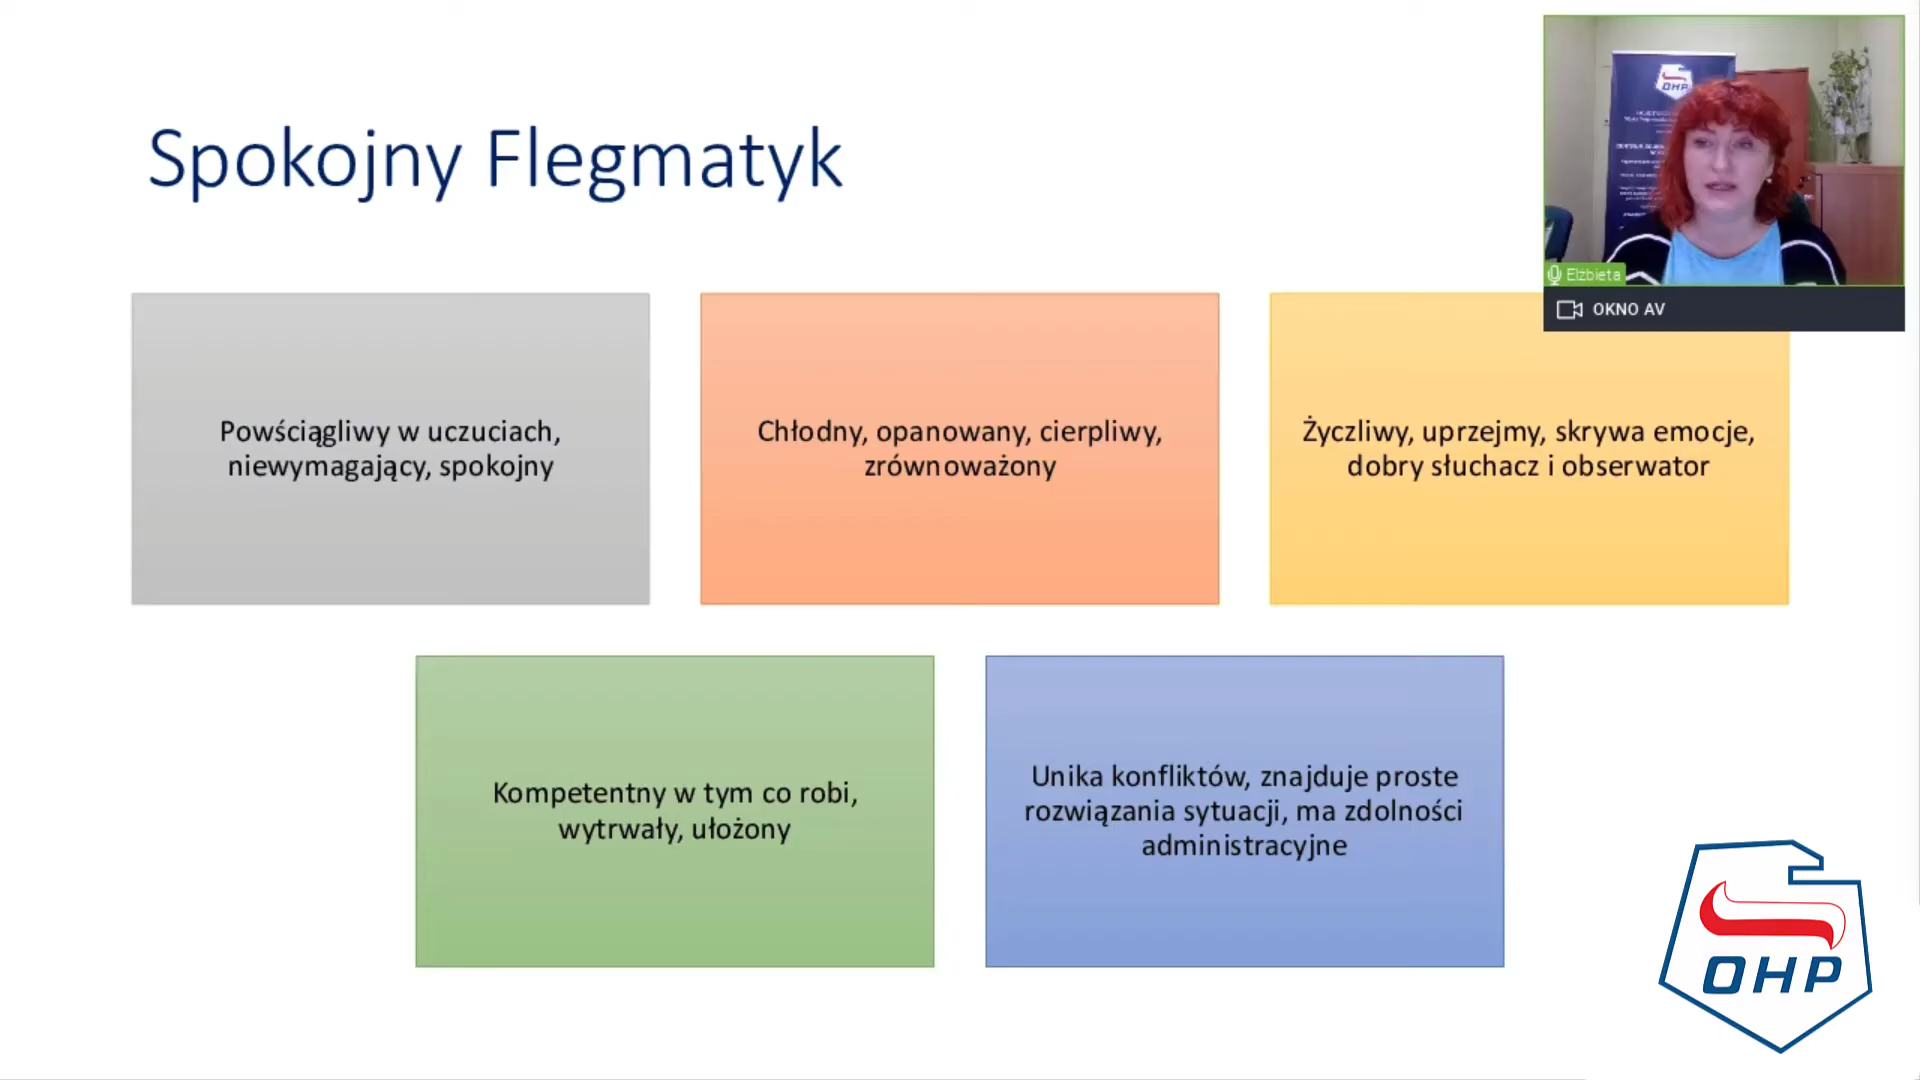 Spokojny Flegmatyk
OHP
Elżbieta
OKNO AV
Powściągliwy w uczuciach,
niewymagający, spokojny
Chłodny, opanowany, cierpliwy,
zrównoważony
Życzliwy, uprzejmy, skrywa emocje,
dobry słuchacz i obserwator
Kompetentny w tym co robi,
wytrwały, ułożony
Unika konfliktów, znajduje proste
rozwiązania sytuacji, ma zdolności
administracyjne
OHP